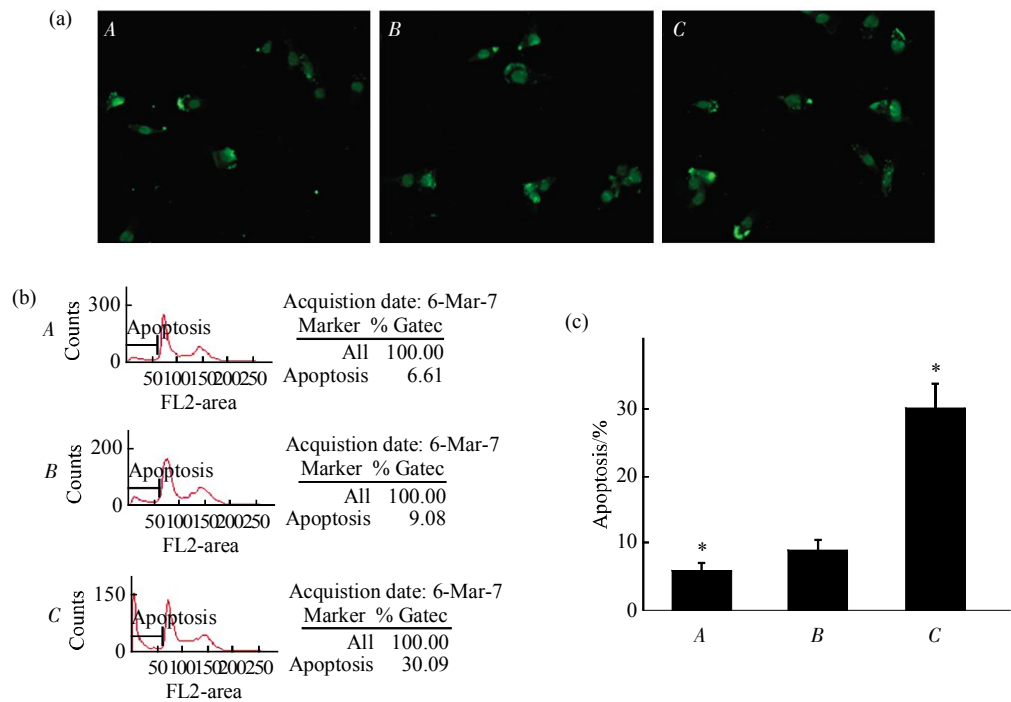 (a)
A B C
(b)
A
Counts
300
0
Apoptosis
50100150200250
FL2-area
Acquistion date: 6-Mar-7
Marker % Gatec
All 100.00
Apoptosis 6.61
B
Counts
200
0
Apoptosis
50100150200250
FL2-area
Acquistion date: 6-Mar-7
Marker % Gatec
All 100.00
Apoptosis 9.08
C
Counts
150
0
Apoptosis
50100150200250
FL2-area
Acquistion date: 6-Mar-7
Marker % Gatec
All 100.00
Apoptosis 30.09
(c)
Apoptosis/%
30
20
10
0
*
*
A B C